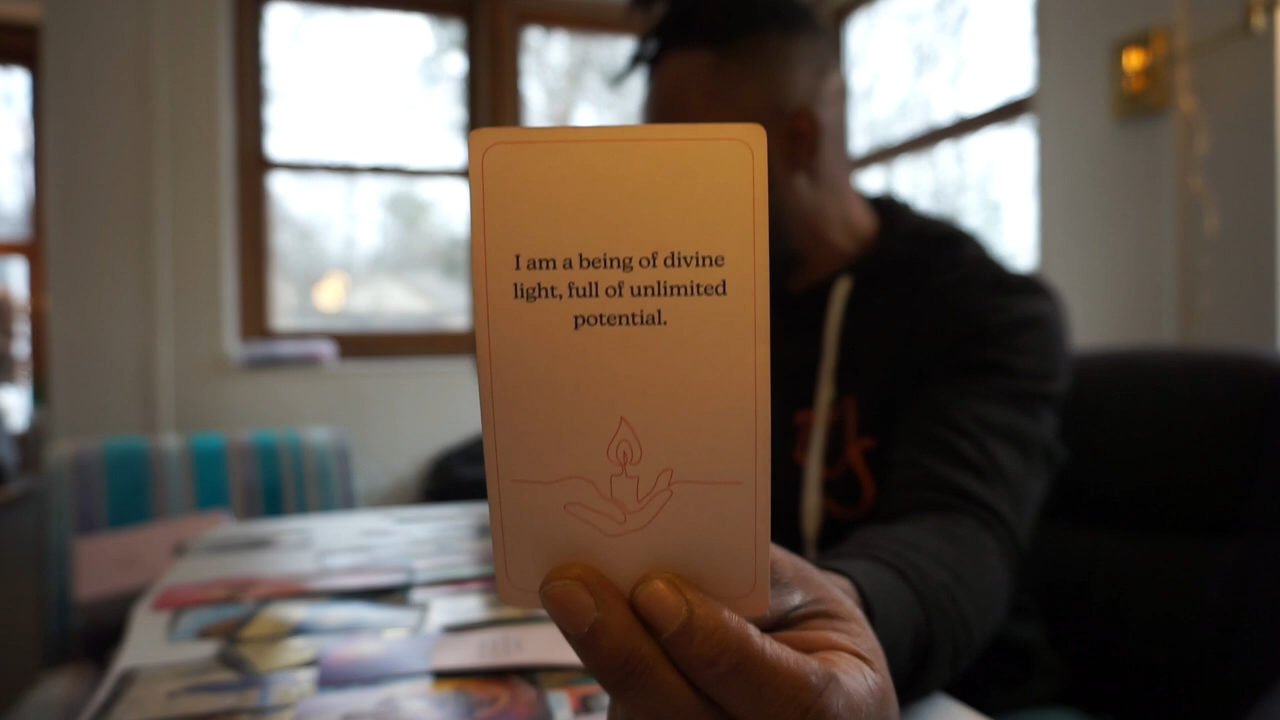 I am a being of divine
light, full of unlimited
potential.